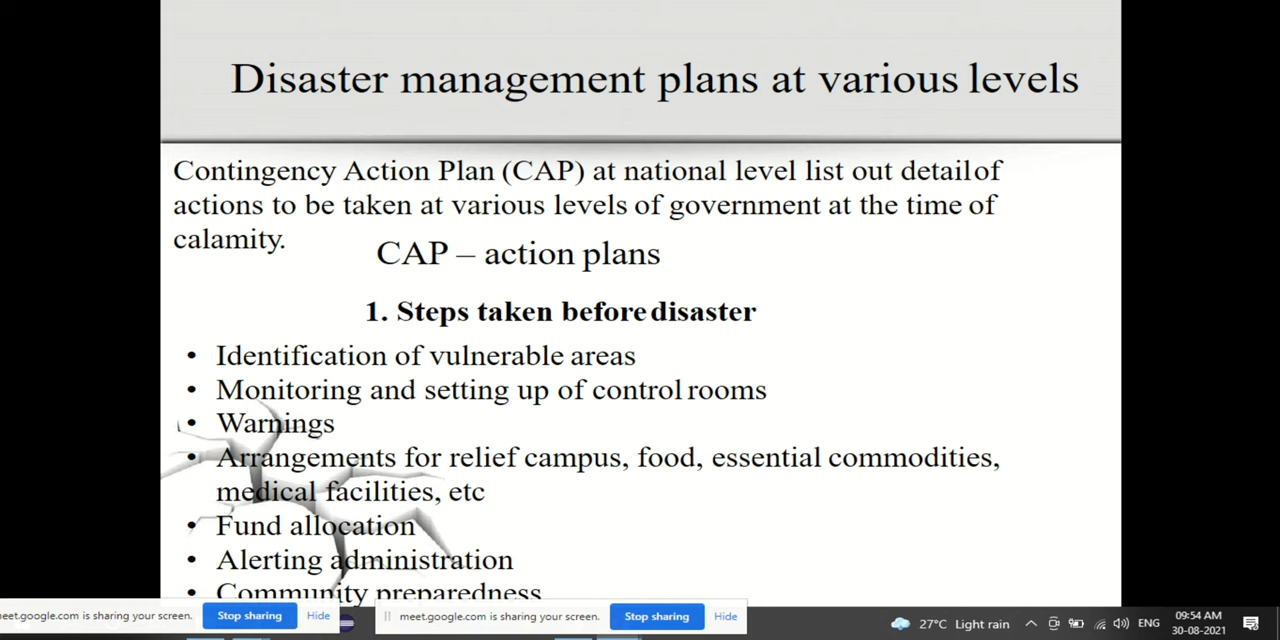 Disaster management plans at various levels
Contingency Action Plan (CAP) at national level list out detail of
actions to be taken at various levels of government at the time of
calamity.
CAP – action plans
1. Steps taken before disaster
• Identification of vulnerable areas
• Monitoring and setting up of control rooms
• Warnings
• Arrangements for relief campus, food, essential commodities,
medical facilities, etc
• Fund allocation
• Alerting administration
• Community preparedness
meet.google.com is sharing your screen. Stop sharing Hide
meet.google.com is sharing your screen. Stop sharing Hide
27°C Light rain
ENG
09:54 AM
30-08-2021